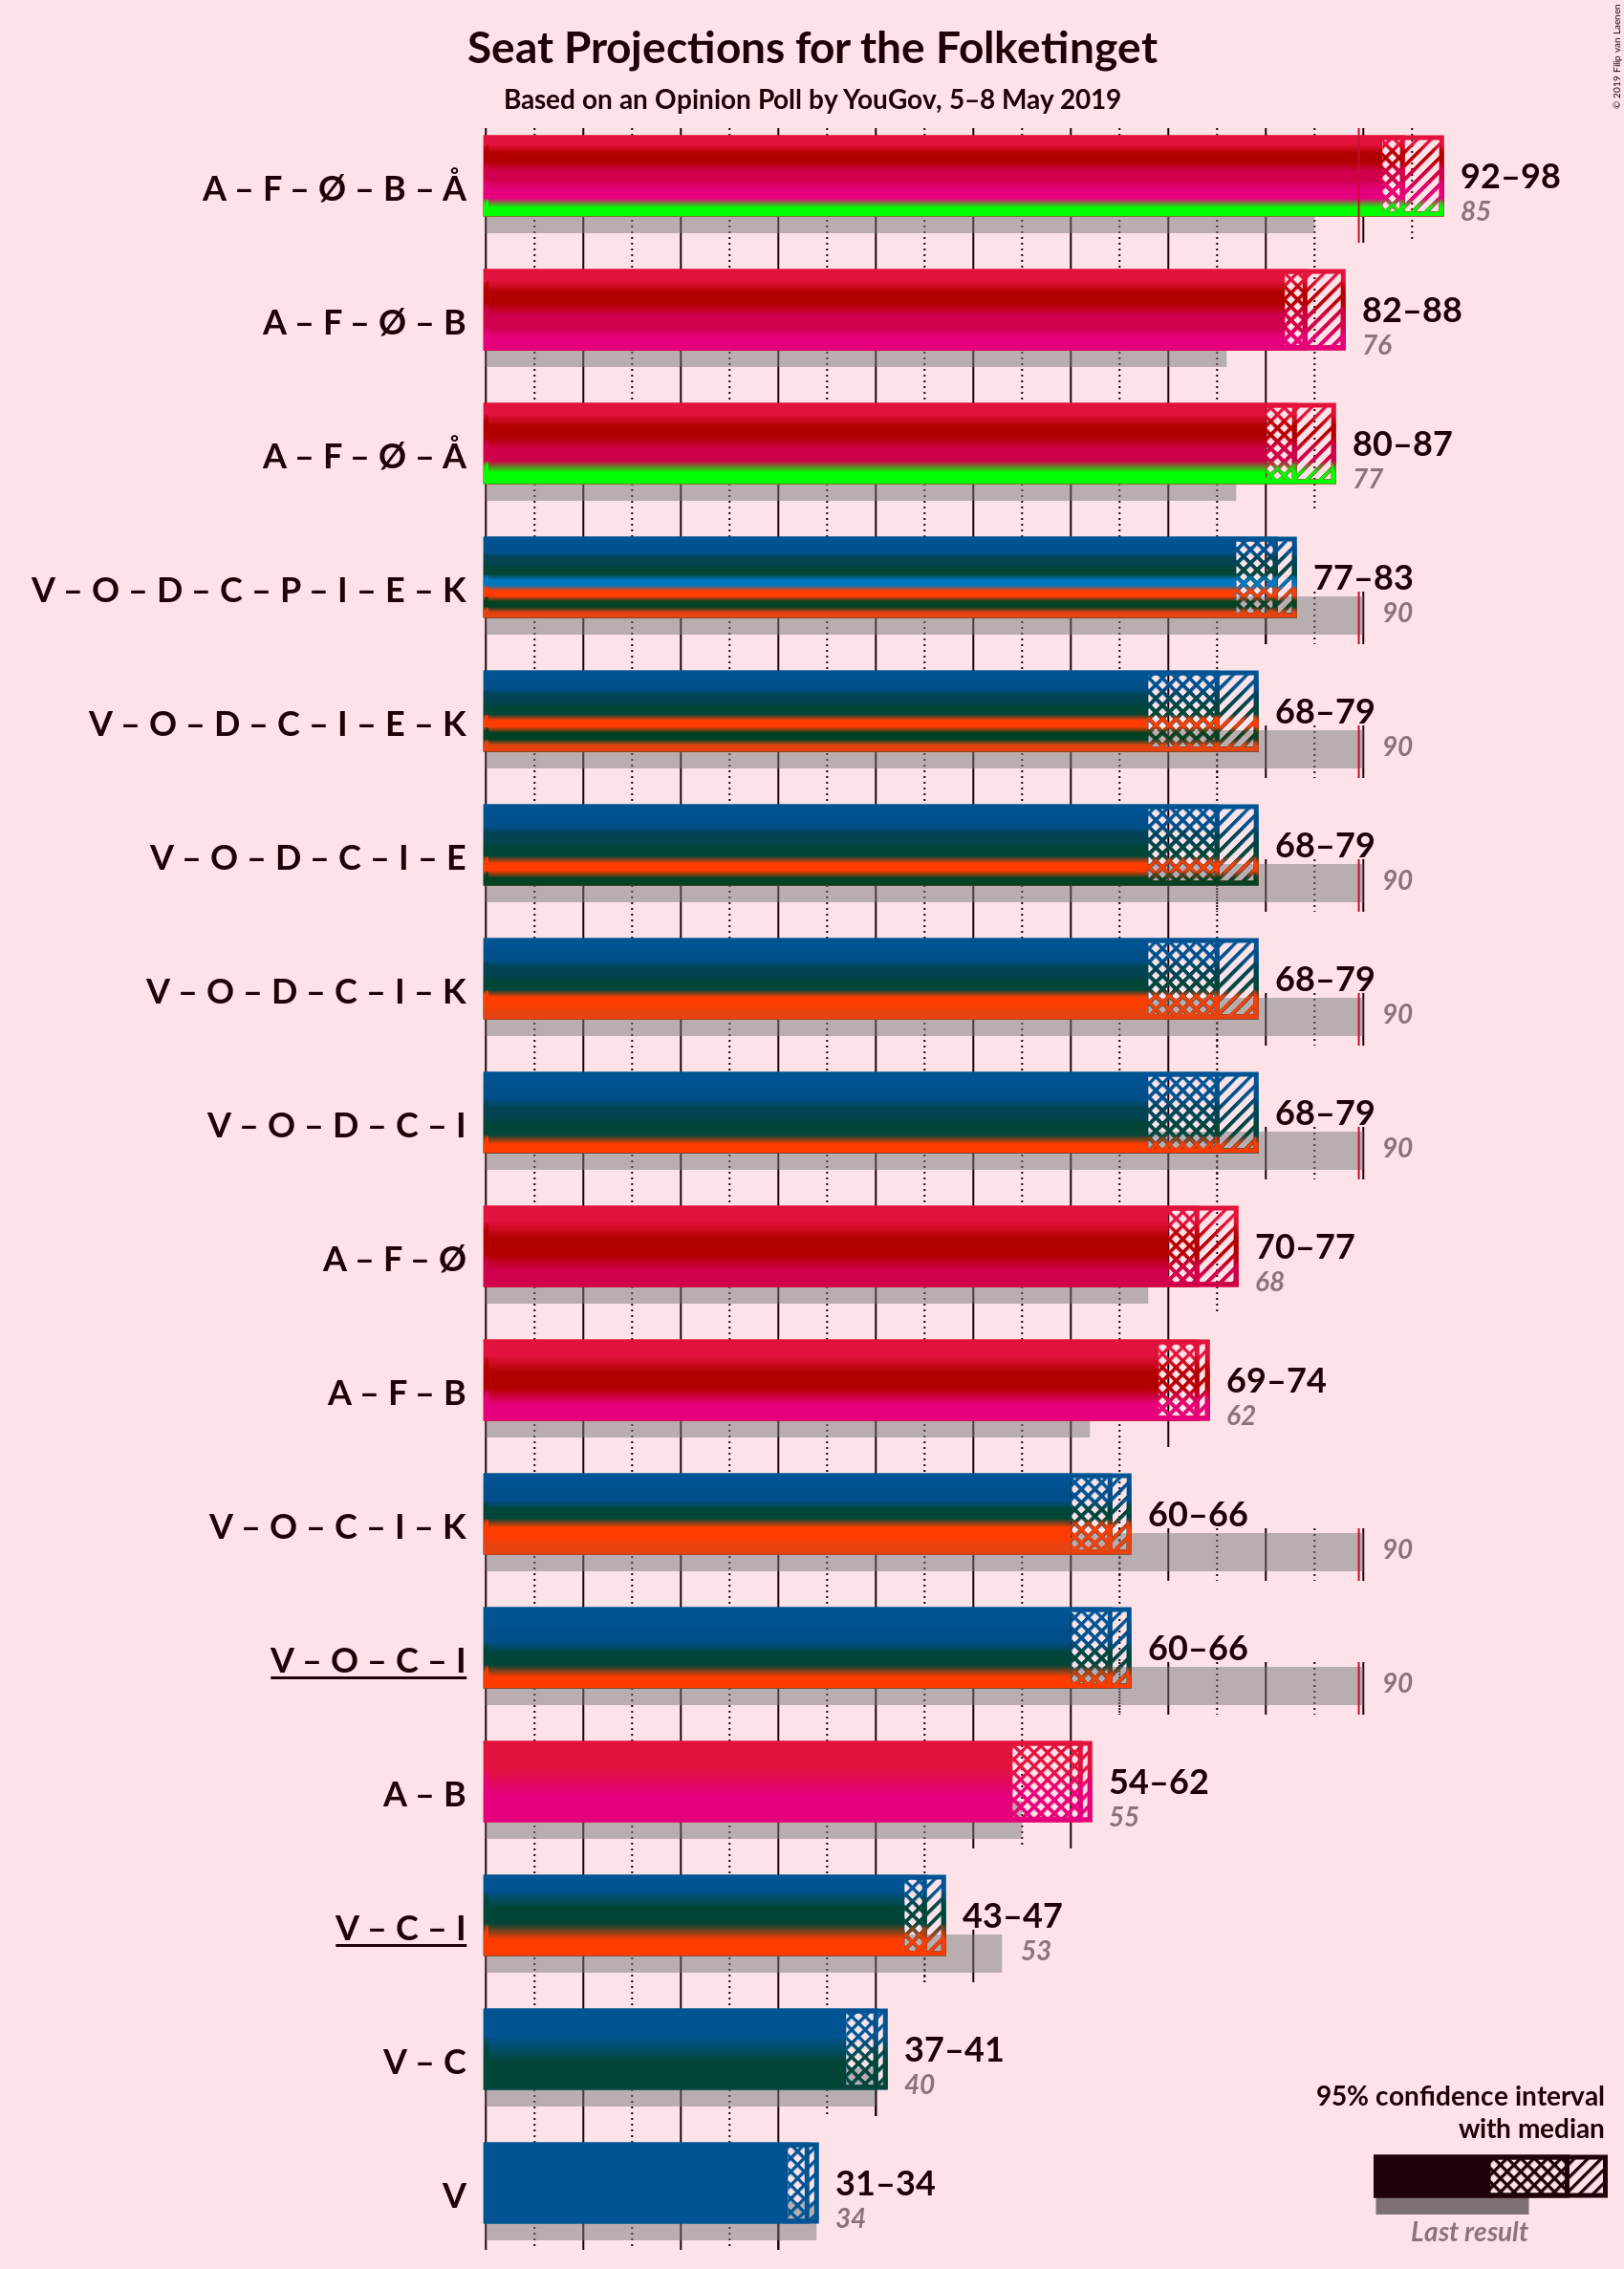 Seat Projections for the Folketinget
Based on an Opinion Poll by YouGov, 5–8 May 2019
© 2019 Filip van Laenen
A – F – Ø – B – Å
92–98
85
A – F – Ø – B
82–88
76
A – F – Ø – Å
80–87
77
V – O – D – C – P – I – E – K
77–83
90
V – O – D – C – I – E – K
68–79
90
V – O – D – C – I – E
68–79
90
V – O – D – C – I – K
68–79
90
V – O – D – C – I
68–79
90
A – F – Ø
70–77
68
A – F – B
69–74
62
V – O – C – I – K
60–66
90
V – O – C – I
60–66
90
A – B
54–62
55
V – C – I
43–47
53
V – C
37–41
40
V
31–34
34
95% confidence interval
with median
Last result